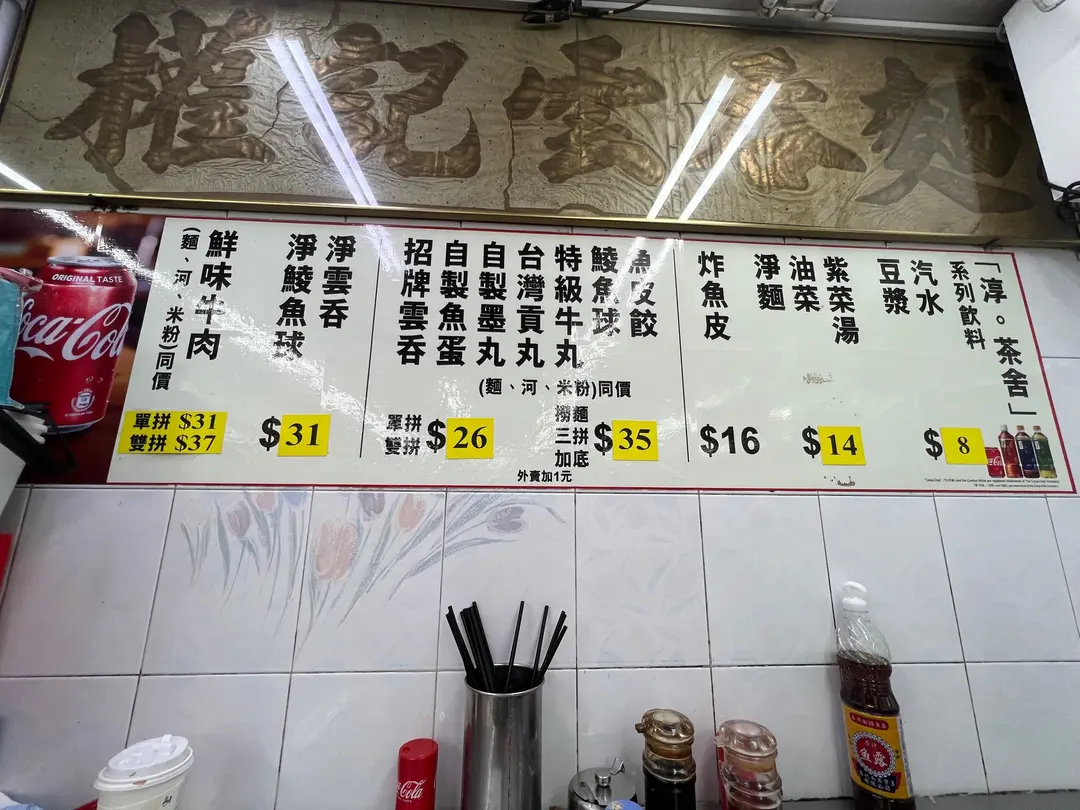 權記雲吞麵
「淳。茶舍」
系列飲料
汽水
豆漿
$8
紫菜湯
油菜
淨麵
$14
炸魚皮
$16
魚皮餃
鯪魚球
特級牛丸
台灣貢丸
自製墨丸
自製魚蛋
招牌雲吞
(麵、河、米粉)同價
撈麵
三拼
加底
$35
單拼
雙拼
$26
外賣加1元
淨雲吞
淨鯪魚球
$31
鮮味牛肉
(麵、河、米粉)同價
單拼 $31
雙拼 $37
ORIGINAL TASTE
Coca-Cola
魚露